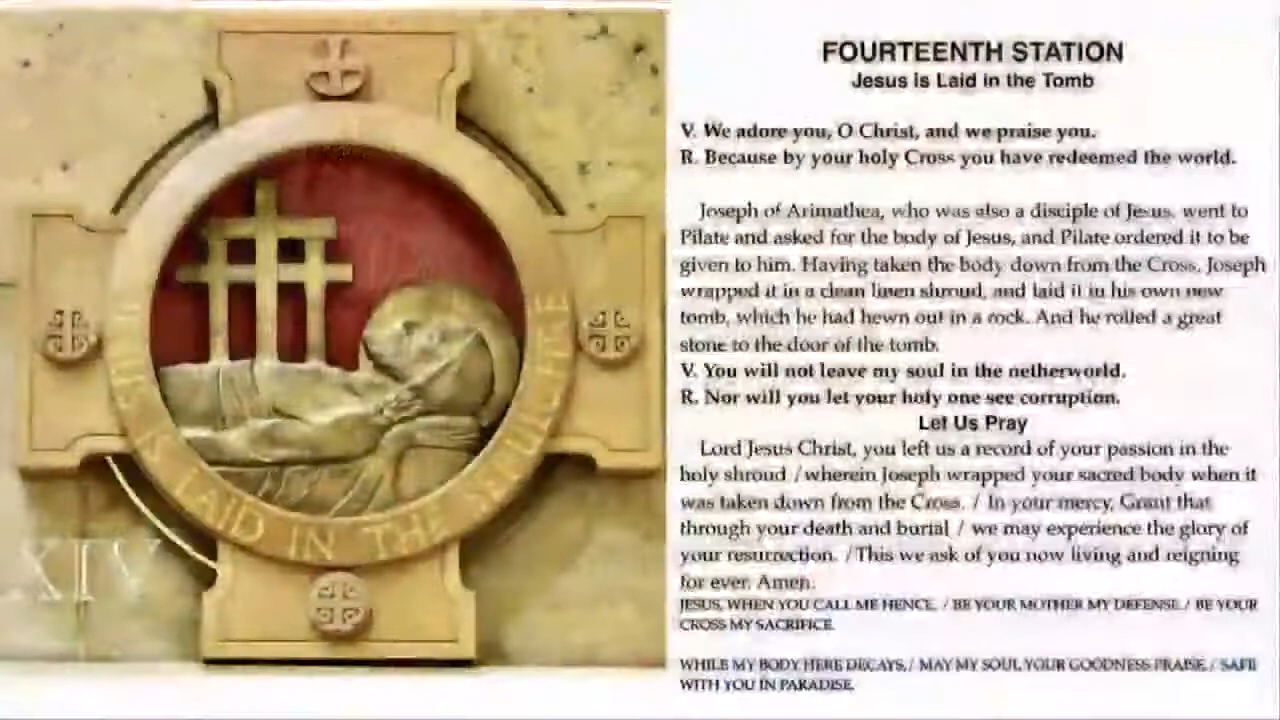 JESUS IS LAID IN THE SEPULCHRE
XIV
FOURTEENTH STATION
Jesus is Laid in the Tomb
V. We adore you, O Christ, and we praise you.
R. Because by your holy Cross you have redeemed the world.
Joseph of Arimathea, who was also a disciple of Jesus, went to
Pilate and asked for the body of Jesus, and Pilate ordered it to be
given to him. Having taken the body down from the Cross, Joseph
wrapped it in a clean linen shroud, and laid it in his own new
tomb, which he had hewn out in a rock. And he rolled a great
stone to the door of the tomb.
V. You will not leave my soul in the netherworld.
R. Nor will you let your holy one see corruption.
Let Us Pray
Lord Jesus Christ, you left us a record of your passion in the
holy shroud / wherein Joseph wrapped your sacred body when it
was taken down from the Cross. / In your mercy, Grant that
through your death and burial / we may experience the glory of
your resurrection. / This we ask of you now living and reigning
for ever. Amen.
JESUS, WHEN YOU CALL ME HENCE, / BE YOUR MOTHER MY DEFENSE / BE YOUR
CROSS MY SACRIFICE.
WHILE MY BODY HERE DECAYS, / MAY MY SOUL YOUR GOODNESS PRAISE, / SAFE
WITH YOU IN PARADISE.